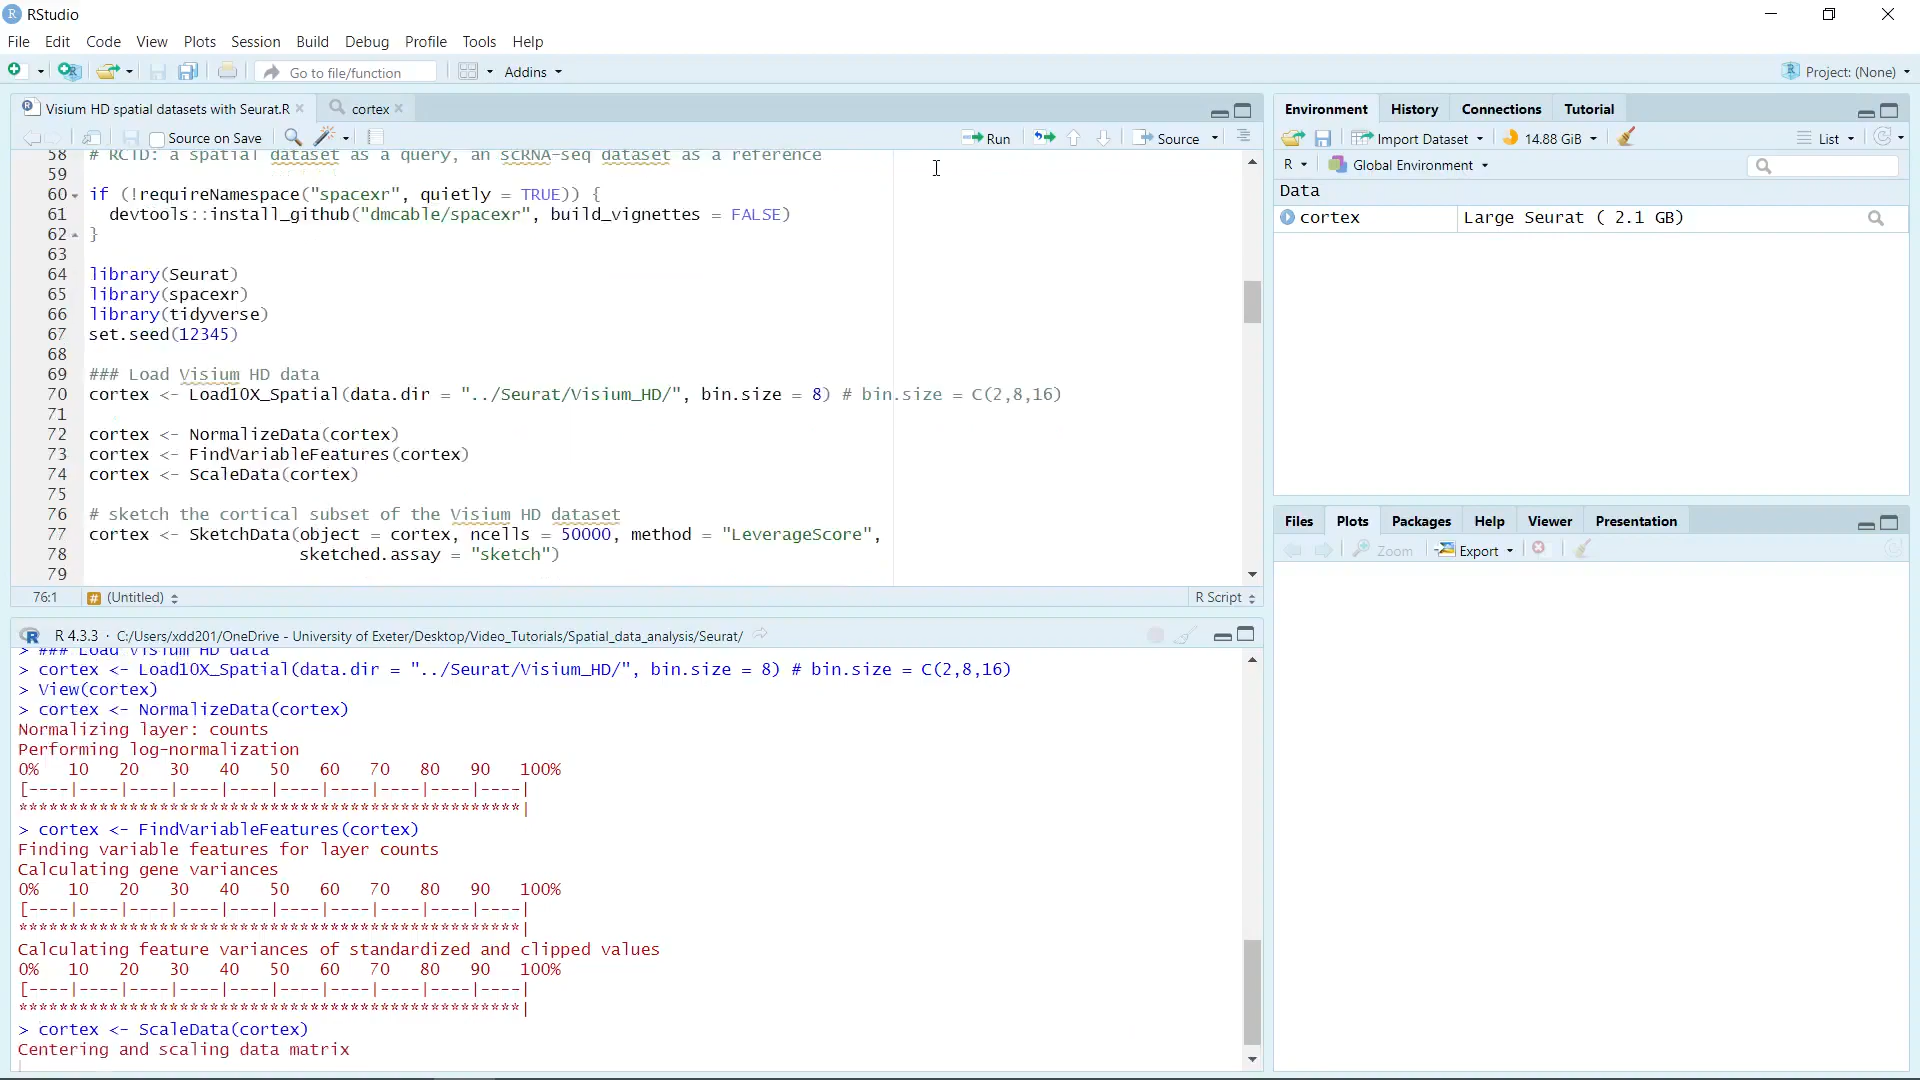 RStudio
File Edit Code View Plots Session Build Debug Profile Tools Help
Go to file/function Addins Project: (None)
Visium HD spatial datasets with Seurat.R cortex
Source on Save Run Source
58 # RCTD: a spatial dataset as a query, an scRNA-seq dataset as a reference
59
60 if (!requireNamespace("spacexr", quietly = TRUE)) {
61 devtools::install_github("dmcable/spacexr", build_vignettes = FALSE)
62 }
63
64 library(Seurat)
65 library(spacexr)
66 library(tidyverse)
67 set.seed(12345)
68
69 ### Load Visium HD data
70 cortex <- Load10X_Spatial(data.dir = "../Seurat/Visium_HD/", bin.size = 8) # bin.size = C(2,8,16)
71
72 cortex <- NormalizeData(cortex)
73 cortex <- FindVariableFeatures(cortex)
74 cortex <- ScaleData(cortex)
75
76 # sketch the cortical subset of the Visium HD dataset
77 cortex <- SketchData(object = cortex, ncells = 50000, method = "LeverageScore",
78 sketched.assay = "sketch")
79
76:1 # (Untitled) R Script
R 4.3.3 · C:/Users/xdd201/OneDrive - University of Exeter/Desktop/Video_Tutorials/Spatial_data_analysis/Seurat/
> ### Load Visium HD data
> cortex <- Load10X_Spatial(data.dir = "../Seurat/Visium_HD/", bin.size = 8) # bin.size = C(2,8,16)
> View(cortex)
> cortex <- NormalizeData(cortex)
Normalizing layer: counts
Performing log-normalization
0% 10 20 30 40 50 60 70 80 90 100%
[----|----|----|----|----|----|----|----|----|----|
**************************************************|
> cortex <- FindVariableFeatures(cortex)
Finding variable features for layer counts
Calculating gene variances
0% 10 20 30 40 50 60 70 80 90 100%
[----|----|----|----|----|----|----|----|----|----|
**************************************************|
Calculating feature variances of standardized and clipped values
0% 10 20 30 40 50 60 70 80 90 100%
[----|----|----|----|----|----|----|----|----|----|
**************************************************|
> cortex <- ScaleData(cortex)
Centering and scaling data matrix
Environment History Connections Tutorial
Import Dataset 14.88 GiB List
R Global Environment
Data
cortex Large Seurat ( 2.1 GB)
Files Plots Packages Help Viewer Presentation
Zoom Export